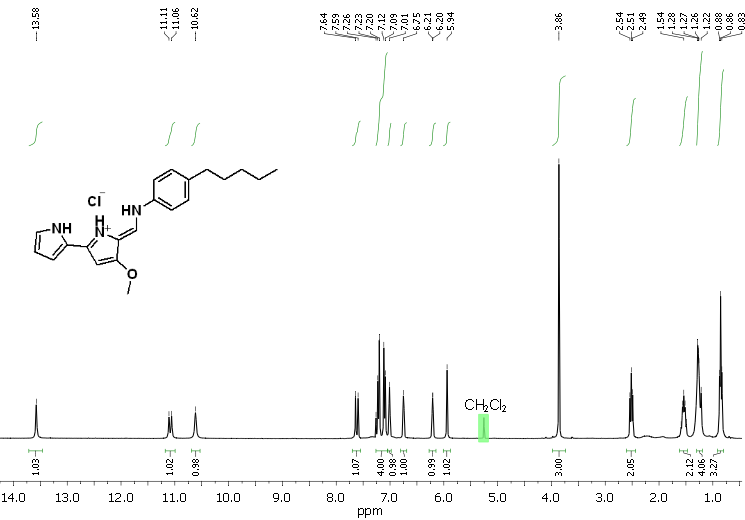 13.58 11.11 11.06 10.62 7.64 7.59 7.26 7.23 7.20 7.12 7.09 7.01 6.75 6.21 6.20 5.94 3.86 2.54 2.51 2.49 1.54 1.28 1.27 1.26 1.22 0.88 0.86 0.83
Cl⁻
HN
H
NH
N⁺
O
CH₂Cl₂
1.03 1.02 0.98 1.07 4.00 0.98 1.00 0.99 1.02 3.00 2.05 2.12 4.06 3.27
14.0 13.0 12.0 11.0 10.0 9.0 8.0 7.0 6.0 5.0 4.0 3.0 2.0 1.0
ppm